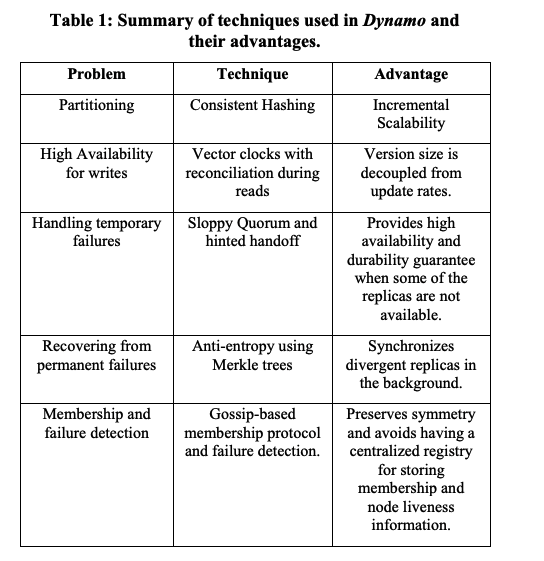 Table 1: Summary of techniques used in Dynamo and
their advantages.
Problem
Technique
Advantage
Partitioning
Consistent Hashing
Incremental
Scalability
High Availability
for writes
Vector clocks with
reconciliation during
reads
Version size is
decoupled from
update rates.
Handling temporary
failures
Sloppy Quorum and
hinted handoff
Provides high
availability and
durability guarantee
when some of the
replicas are not
available.
Recovering from
permanent failures
Anti-entropy using
Merkle trees
Synchronizes
divergent replicas in
the background.
Membership and
failure detection
Gossip-based
membership protocol
and failure detection.
Preserves symmetry
and avoids having a
centralized registry
for storing
membership and
node liveness
information.